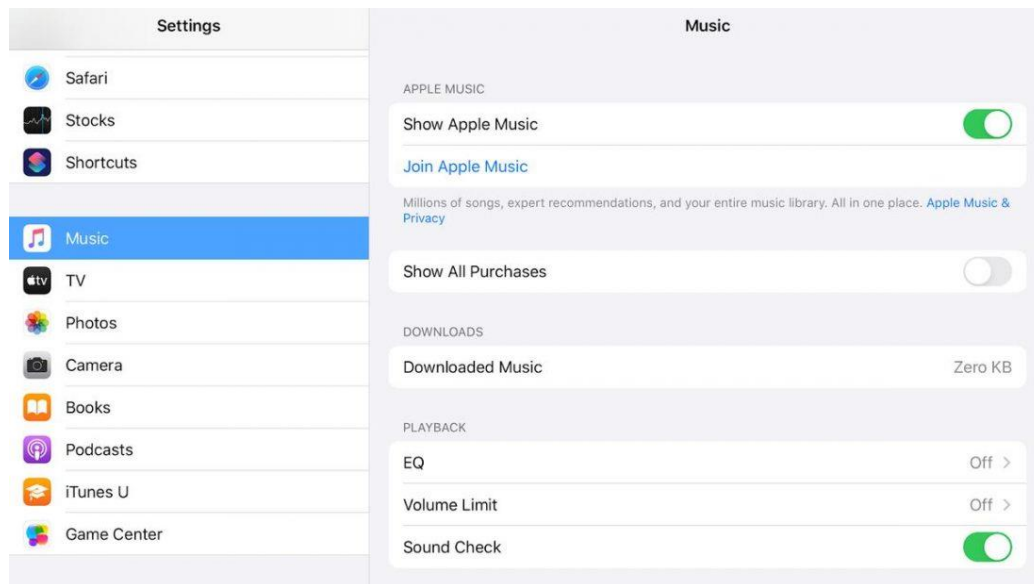 Settings
Safari
Stocks
Shortcuts
Music
tv
TV
Photos
Camera
Books
Podcasts
iTunes U
Game Center
Music
APPLE MUSIC
Show Apple Music
Join Apple Music
Millions of songs, expert recommendations, and your entire music library. All in one place. Apple Music &
Privacy
Show All Purchases
DOWNLOADS
Downloaded Music Zero KB
PLAYBACK
EQ Off
Volume Limit Off
Sound Check